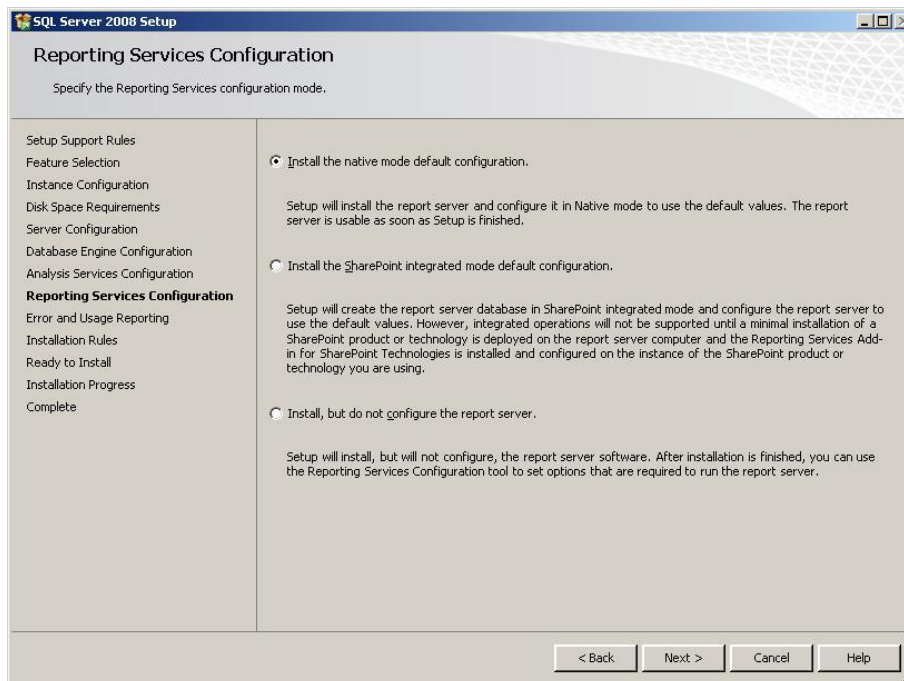 SQL Server 2008 Setup
Reporting Services Configuration
Specify the Reporting Services configuration mode.
Setup Support Rules
Feature Selection
Instance Configuration
Disk Space Requirements
Server Configuration
Database Engine Configuration
Analysis Services Configuration
Reporting Services Configuration
Error and Usage Reporting
Installation Rules
Ready to Install
Installation Progress
Complete
Install the native mode default configuration.
Setup will install the report server and configure it in Native mode to use the default values. The report
server is usable as soon as Setup is finished.
Install the SharePoint integrated mode default configuration.
Setup will create the report server database in SharePoint integrated mode and configure the report server to
use the default values. However, integrated operations will not be supported until a minimal installation of a
SharePoint product or technology is deployed on the report server computer and the Reporting Services Add-
in for SharePoint Technologies is installed and configured on the instance of the SharePoint product or
technology you are using.
Install, but do not configure the report server.
Setup will install, but will not configure, the report server software. After installation is finished, you can use
the Reporting Services Configuration tool to set options that are required to run the report server.
< Back
Next >
Cancel
Help